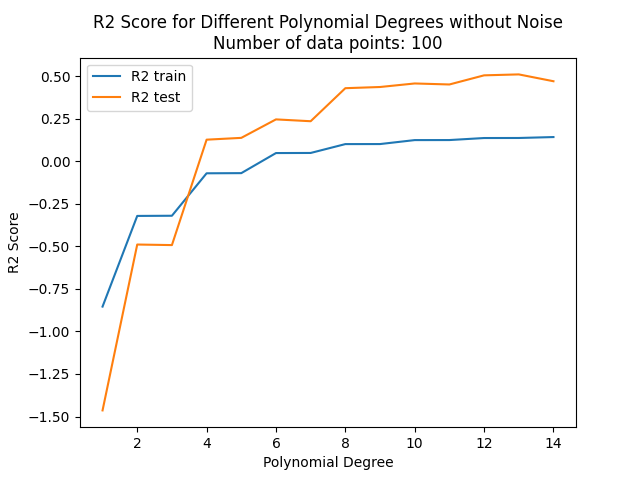 R2 Score for Different Polynomial Degrees without Noise
Number of data points: 100
R2 train
R2 test
0.50
0.25
0.00
−0.25
−0.50
−0.75
−1.00
−1.25
−1.50
R2 Score
2 4 6 8 10 12 14
Polynomial Degree